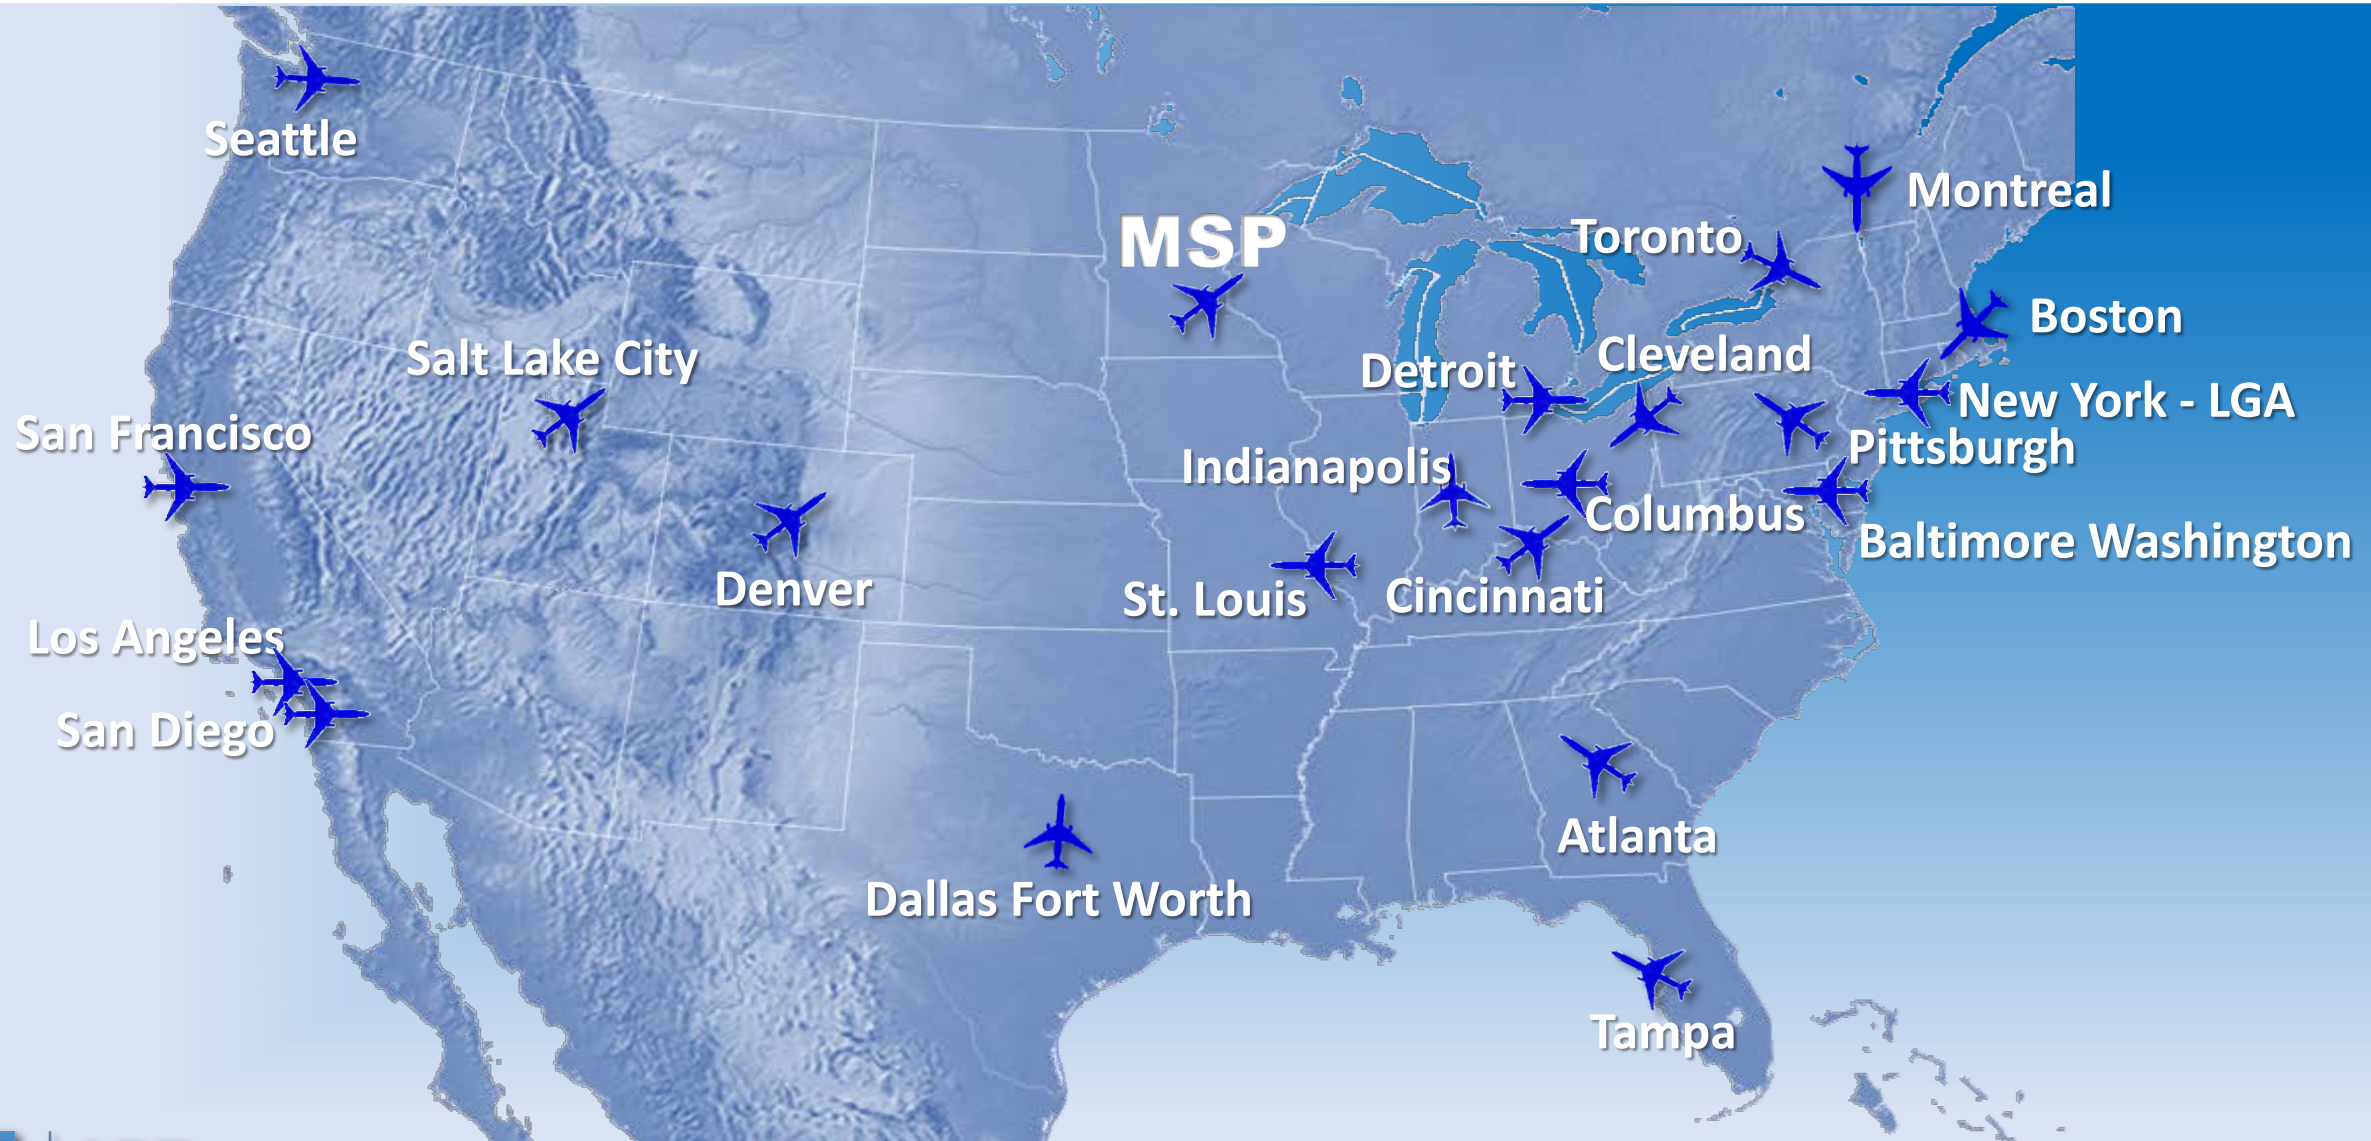 Seattle
Montreal
MSP
Toronto
Boston
Salt Lake City
Detroit
Cleveland
New York - LGA
San Francisco
Pittsburgh
Indianapolis
Columbus
Baltimore Washington
Denver
St. Louis
Cincinnati
Los Angeles
San Diego
Atlanta
Dallas Fort Worth
Tampa